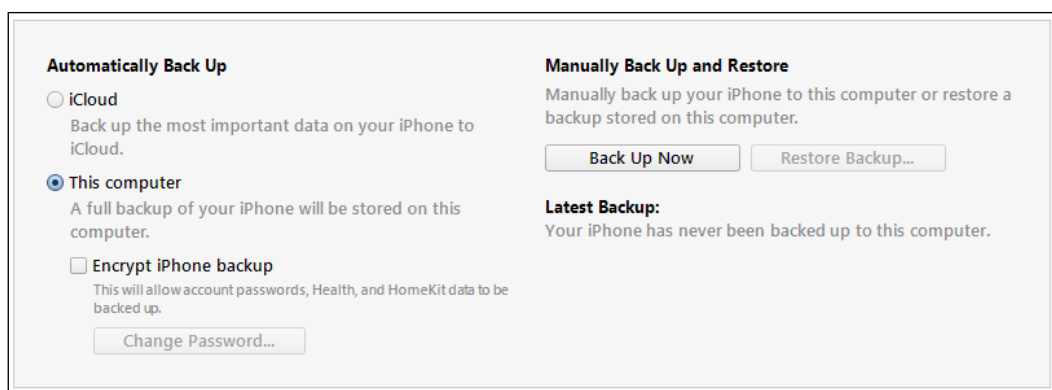 Automatically Back Up
iCloud
Back up the most important data on your iPhone to
iCloud.
This computer
A full backup of your iPhone will be stored on this
computer.
Encrypt iPhone backup
This will allow account passwords, Health, and HomeKit data to be
backed up.
Change Password...
Manually Back Up and Restore
Manually back up your iPhone to this computer or restore a
backup stored on this computer.
Back Up Now
Restore Backup...
Latest Backup:
Your iPhone has never been backed up to this computer.